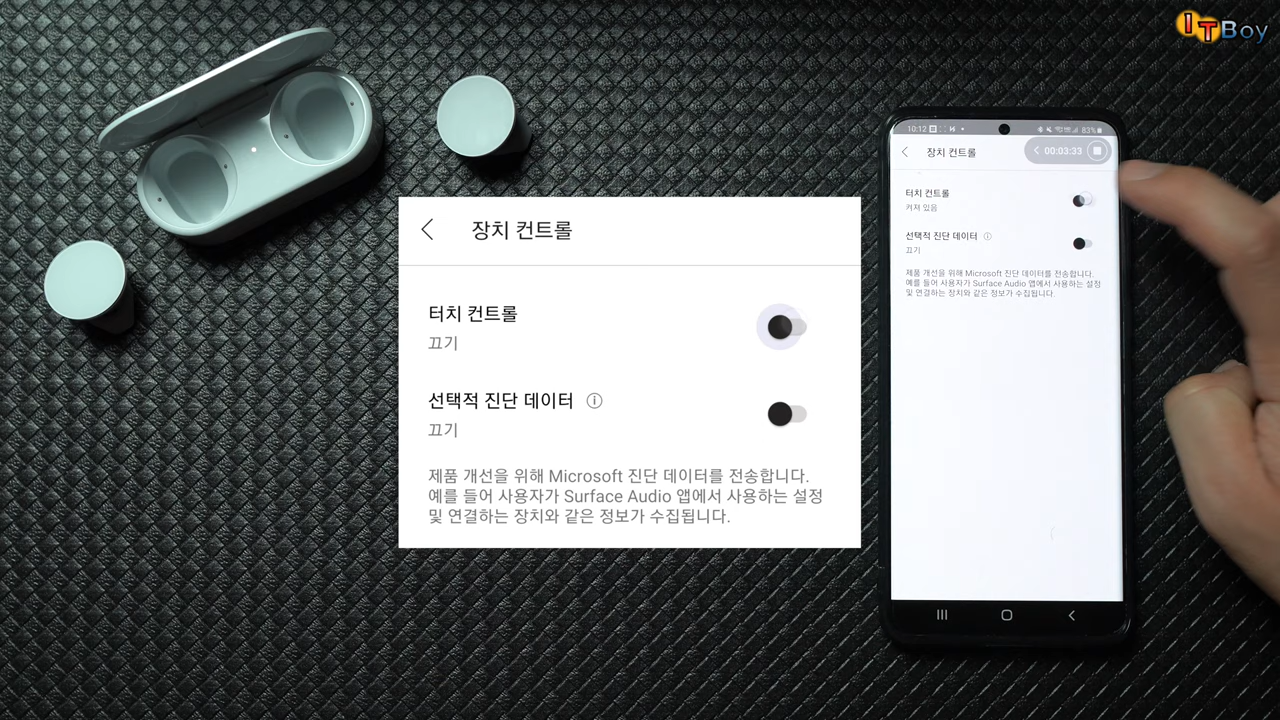 ITBoy
장치 컨트롤
터치 컨트롤
끄기
선택적 진단 데이터
끄기
제품 개선을 위해 Microsoft 진단 데이터를 전송합니다.
예를 들어 사용자가 Surface Audio 앱에서 사용하는 설정
및 연결하는 장치와 같은 정보가 수집됩니다.
10:12
83%
장치 컨트롤
00:03:33
터치 컨트롤
켜져 있음
선택적 진단 데이터
끄기
제품 개선을 위해 Microsoft 진단 데이터를 전송합니다.
예를 들어 사용자가 Surface Audio 앱에서 사용하는 설정
및 연결하는 장치와 같은 정보가 수집됩니다.